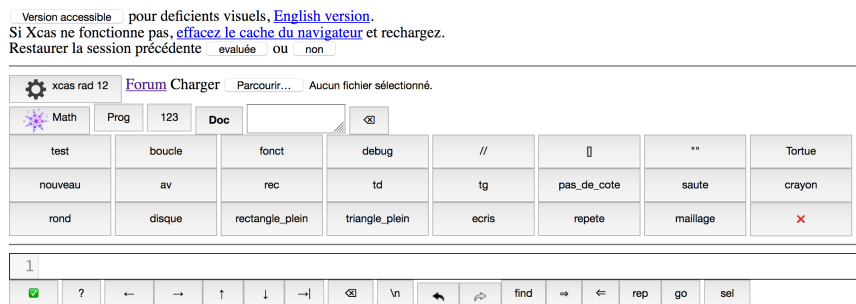 Version accessible pour deficients visuels, English version.
Si Xcas ne fonctionne pas, effacez le cache du navigateur et rechargez.
Restaurer la session précédente evaluée ou non
xcas rad 12 Forum Charger Parcourir... Aucun fichier sélectionné.
Math Prog 123 Doc ⌫
test boucle fonct debug // [] "" Tortue
nouveau av rec td tg pas_de_cote saute crayon
rond disque rectangle_plein triangle_plein ecris repete maillage ✕
1
✅ ? ← → ↑ ↓ →| ⌫ \n find ⇒ ⇐ rep go sel